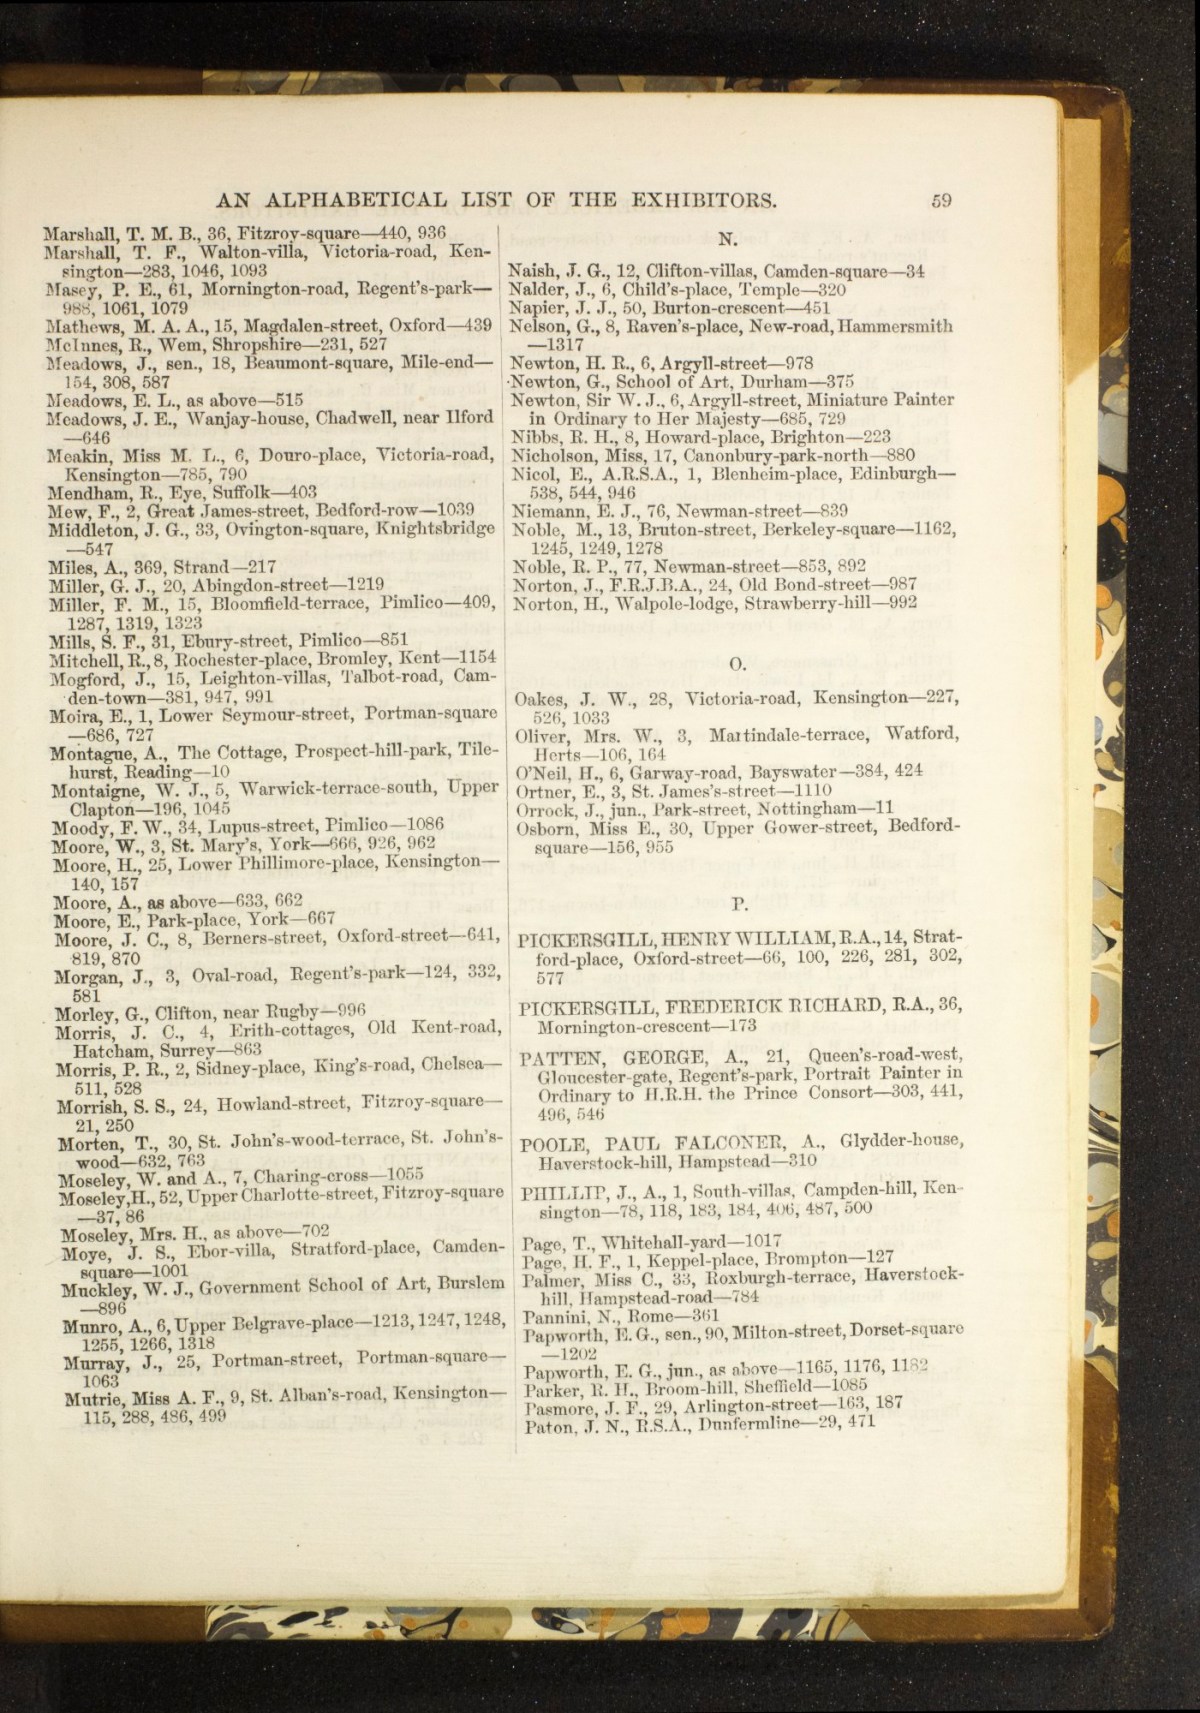 AN ALPHABETICAL LIST OF THE EXHIBITORS. 59
Marshall, T. M. B., 36, Fitzroy-square—440, 936
Marshall, T. F., Walton-villa, Victoria-road, Ken-
sington—283, 1046, 1093
Masey, P. E., 61, Mornington-road, Regent's-park—
988, 1061, 1079
Mathews, M. A. A., 15, Magdalen-street, Oxford—439
McInnes, R., Wem, Shropshire—231, 527
Meadows, J., sen., 18, Beaumont-square, Mile-end—
154, 308, 587
Meadows, E. L., as above—515
Meadows, J. E., Wanjay-house, Chadwell, near Ilford
—646
Meakin, Miss M. L., 6, Douro-place, Victoria-road,
Kensington—785, 790
Mendham, R., Eye, Suffolk—403
Mew, F., 2, Great James-street, Bedford-row—1039
Middleton, J. G., 33, Ovington-square, Knightsbridge
—547
Miles, A., 369, Strand—217
Miller, G. J., 20, Abingdon-street—1219
Miller, F. M., 15, Bloomfield-terrace, Pimlico—409,
1287, 1319, 1323
Mills, S. F., 31, Ebury-street, Pimlico—851
Mitchell, R., 8, Rochester-place, Bromley, Kent—1154
Mogford, J., 15, Leighton-villas, Talbot-road, Cam-
den-town—381, 947, 991
Moira, E., 1, Lower Seymour-street, Portman-square
—686, 727
Montague, A., The Cottage, Prospect-hill-park, Tile-
hurst, Reading—10
Montaigne, W. J., 5, Warwick-terrace-south, Upper
Clapton—196, 1045
Moody, F. W., 34, Lupus-street, Pimlico—1086
Moore, W., 3, St. Mary's, York—666, 926, 962
Moore, H., 25, Lower Phillimore-place, Kensington—
140, 157
Moore, A., as above—633, 662
Moore, E., Park-place, York—667
Moore, J. C., 8, Berners-street, Oxford-street—641,
819, 870
Morgan, J., 3, Oval-road, Regent's-park—124, 332,
581
Morley, G., Clifton, near Rugby—996
Morris, J. C., 4, Erith-cottages, Old Kent-road,
Hatcham, Surrey—863
Morris, P. R., 2, Sidney-place, King's-road, Chelsea—
511, 528
Morrish, S. S., 24, Howland-street, Fitzroy-square—
21, 250
Morten, T., 30, St. John's-wood-terrace, St. John's-
wood—632, 763
Moseley, W. and A., 7, Charing-cross—1055
Moseley, H., 52, Upper Charlotte-street, Fitzroy-square
—37, 86
Moseley, Mrs. H., as above—702
Moye, J. S., Ebor-villa, Stratford-place, Camden-
square—1001
Muckley, W. J., Government School of Art, Burslem
—896
Munro, A., 6, Upper Belgrave-place—1213, 1247, 1248,
1255, 1266, 1318
Murray, J., 25, Portman-street, Portman-square—
1063
Mutrie, Miss A. F., 9, St. Alban's-road, Kensington—
115, 288, 486, 499
N.
Naish, J. G., 12, Clifton-villas, Camden-square—34
Nalder, J., 6, Child's-place, Temple—320
Napier, J. J., 50, Burton-crescent—451
Nelson, G., 8, Raven's-place, New-road, Hammersmith
—1317
Newton, H. R., 6, Argyll-street—978
Newton, G., School of Art, Durham—375
Newton, Sir W. J., 6, Argyll-street, Miniature Painter
in Ordinary to Her Majesty—685, 729
Nibbs, R. H., 8, Howard-place, Brighton—223
Nicholson, Miss, 17, Canonbury-park-north—880
Nicol, E., A.R.S.A., 1, Blenheim-place, Edinburgh—
538, 544, 946
Niemann, E. J., 76, Newman-street—839
Noble, M., 13, Bruton-street, Berkeley-square—1162,
1245, 1249, 1278
Noble, R. P., 77, Newman-street—853, 892
Norton, J., F.R.J.B.A., 24, Old Bond-street—987
Norton, H., Walpole-lodge, Strawberry-hill—992
O.
Oakes, J. W., 28, Victoria-road, Kensington—227,
526, 1033
Oliver, Mrs. W., 3, Martindale-terrace, Watford,
Herts—106, 164
O'Neil, H., 6, Garway-road, Bayswater—384, 424
Ortner, E., 3, St. James's-street—1110
Orrock, J., jun., Park-street, Nottingham—11
Osborn, Miss E., 30, Upper Gower-street, Bedford-
square—156, 955
P.
PICKERSGILL, HENRY WILLIAM, R.A., 14, Strat-
ford-place, Oxford-street—66, 100, 226, 281, 302,
577
PICKERSGILL, FREDERICK RICHARD, R.A., 36,
Mornington-crescent—173
PATTEN, GEORGE, A., 21, Queen's-road-west,
Gloucester-gate, Regent's-park, Portrait Painter in
Ordinary to H.R.H. the Prince Consort—303, 441,
496, 546
POOLE, PAUL FALCONER, A., Glydder-house,
Haverstock-hill, Hampstead—310
PHILLIP, J., A., 1, South-villas, Campden-hill, Ken-
sington—78, 118, 183, 184, 406, 487, 500
Page, T., Whitehall-yard—1017
Page, H. F., 1, Keppel-place, Brompton—127
Palmer, Miss C., 33, Roxburgh-terrace, Haverstock-
hill, Hampstead-road—784
Pannini, N., Rome—361
Papworth, E. G., sen., 90, Milton-street, Dorset-square
—1202
Papworth, E. G., jun., as above—1165, 1176, 1182
Parker, R. H., Broom-hill, Sheffield—1085
Pasmore, J. F., 29, Arlington-street—163, 187
Paton, J. N., R.S.A., Dunfermline—29, 471